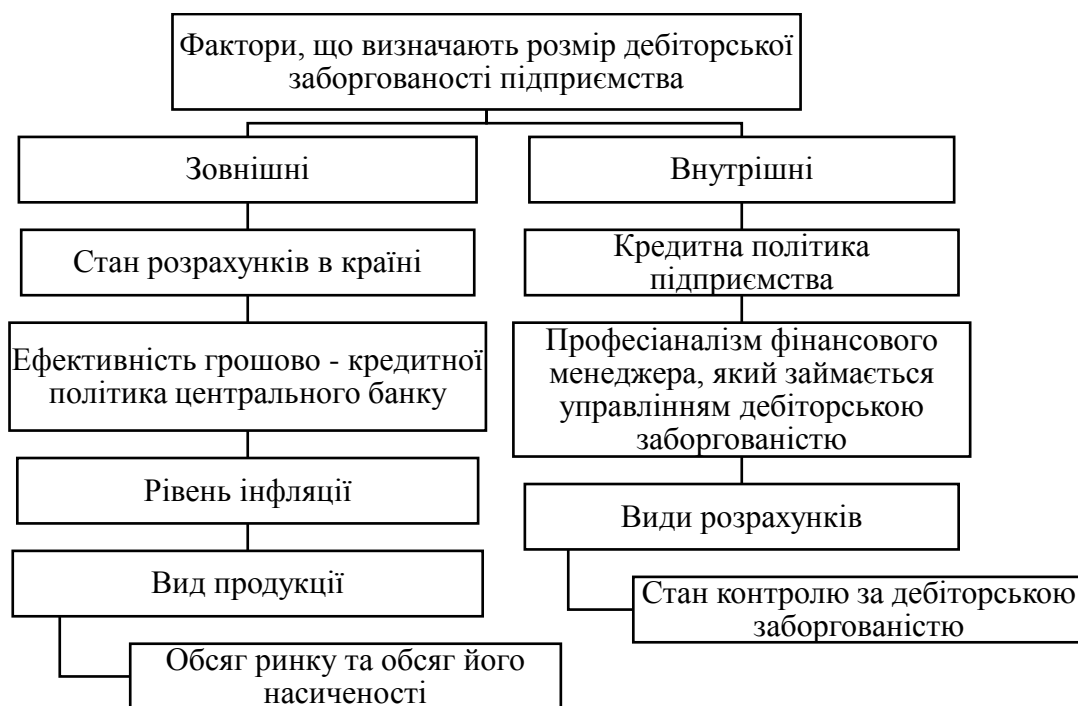 Фактори, що визначають розмір дебіторської
заборгованості підприємства
Зовнішні
Стан розрахунків в країні
Ефективність грошово - кредитної
політика центрального банку
Рівень інфляції
Вид продукції
Обсяг ринку та обсяг його
насиченості
Внутрішні
Кредитна політика
підприємства
Професіаналізм фінансового
менеджера, який займається
управлінням дебіторською
заборгованістю
Види розрахунків
Стан контролю за дебіторською
заборгованістю